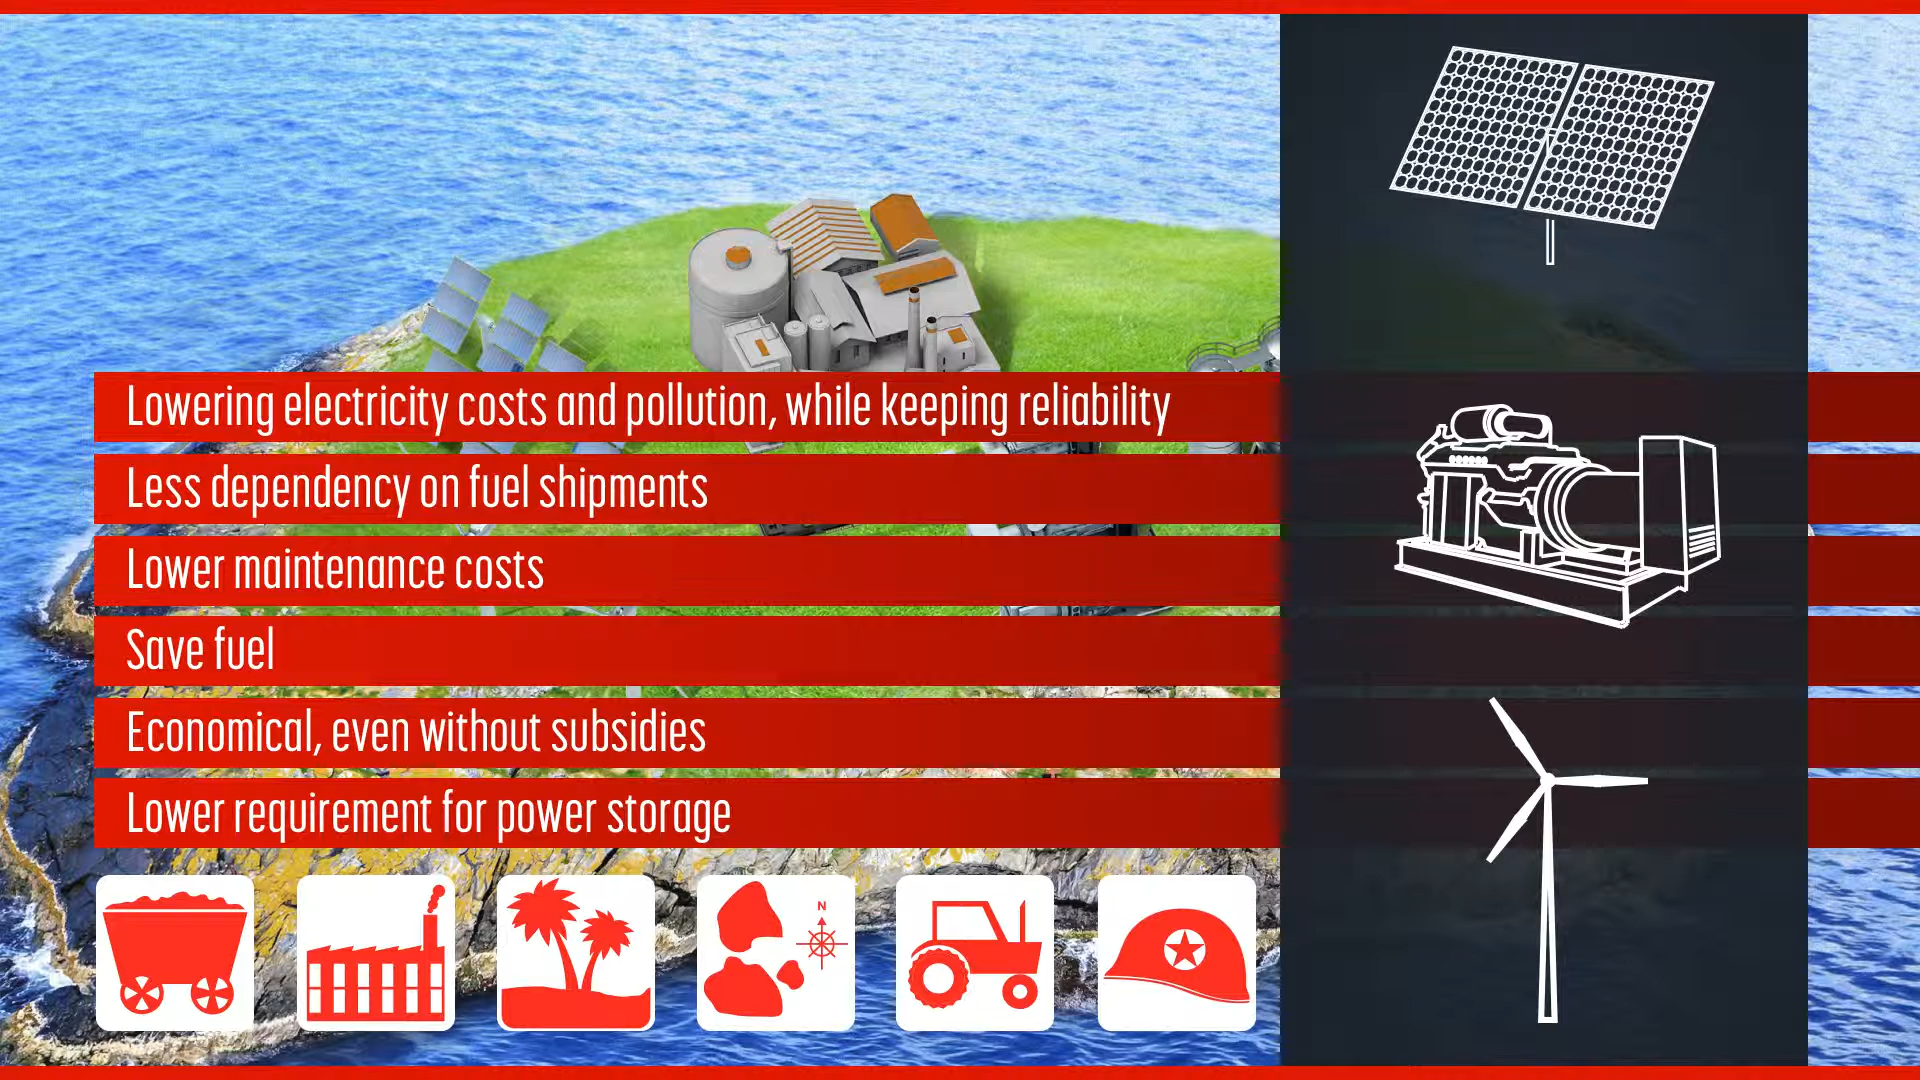 Lowering electricity costs and pollution, while keeping reliability
Less dependency on fuel shipments
Lower maintenance costs
Save fuel
Economical, even without subsidies
Lower requirement for power storage
N